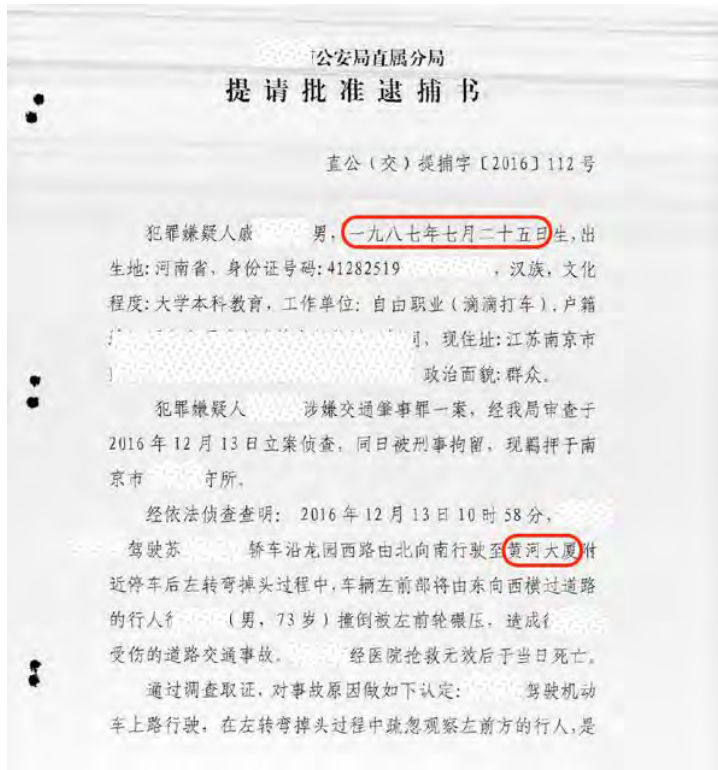 公安局直属分局
提请批准逮捕书
直公(交)提捕字〔2016〕112号
犯罪嫌疑人戚 男,一九八七年七月二十五日生,出
生地:河南省,身份证号码:41282519 ,汉族,文化
程度:大学本科教育,工作单位:自由职业(滴滴打车),户籍
现住址:江苏南京市
政治面貌:群众。
犯罪嫌疑人 涉嫌交通肇事罪一案,经我局审查于
2016年12月13日立案侦查,同日被刑事拘留,现羁押于南
京市 守所。
经依法侦查查明: 2016年12月13日10时58分,
驾驶苏 轿车沿龙园西路由北向南行驶至黄河大厦附
近停车后左转弯掉头过程中,车辆左前部将由东向西横过道路
的行人 (男,73岁)撞倒被左前轮碾压,造成
受伤的道路交通事故。 经医院抢救无效后于当日死亡。
通过调查取证,对事故原因做如下认定: 驾驶机动
车上路行驶,在左转弯掉头过程中疏忽观察左前方的行人,是